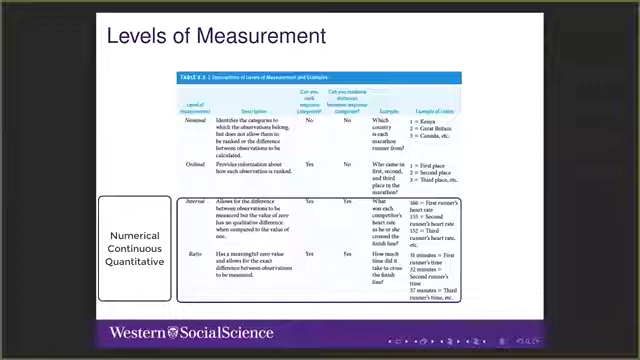 Levels of Measurement
TABLE 3.3 | Descriptions of Levels of Measurement and Examples
Level of
measurement
Description
Can you
rank
response
categories?
Can you measure
distances
between response
categories?
Example
Example of Codes
Nominal
Identifies the categories to
which the observations belong,
but does not allow them to
be ranked or the difference
between observations to be
calculated.
No
No
Which
country
is each
marathon
runner from?
1 = Kenya
2 = Great Britain
3 = Canada, etc.
Ordinal
Provides information about
how each observation is ranked.
Yes
No
Who came
in first, second,
and third
place in the
marathon?
1 = First place
2 = Second place
3 = Third place, etc.
Numerical
Continuous
Quantitative
Interval
Allows for the difference
between observations to be
measured but the value of zero
has no qualitative difference
when compared to the value of
one.
Yes
Yes
What
was each
competitor's
heart rate
as he or she
crossed the
finish line?
160 = First runner's
heart rate
155 = Second
runner's heart rate
152 = Third
runner's heart rate,
etc.
Ratio
Has a meaningful zero value
and allows for the exact
difference between observations
to be measured.
Yes
Yes
How much
time did it
take to cross
the finish
line?
31 minutes = First
runner's time
32 minutes =
Second runner's
time
37 minutes = Third
runner's time, etc.
Western SocialScience